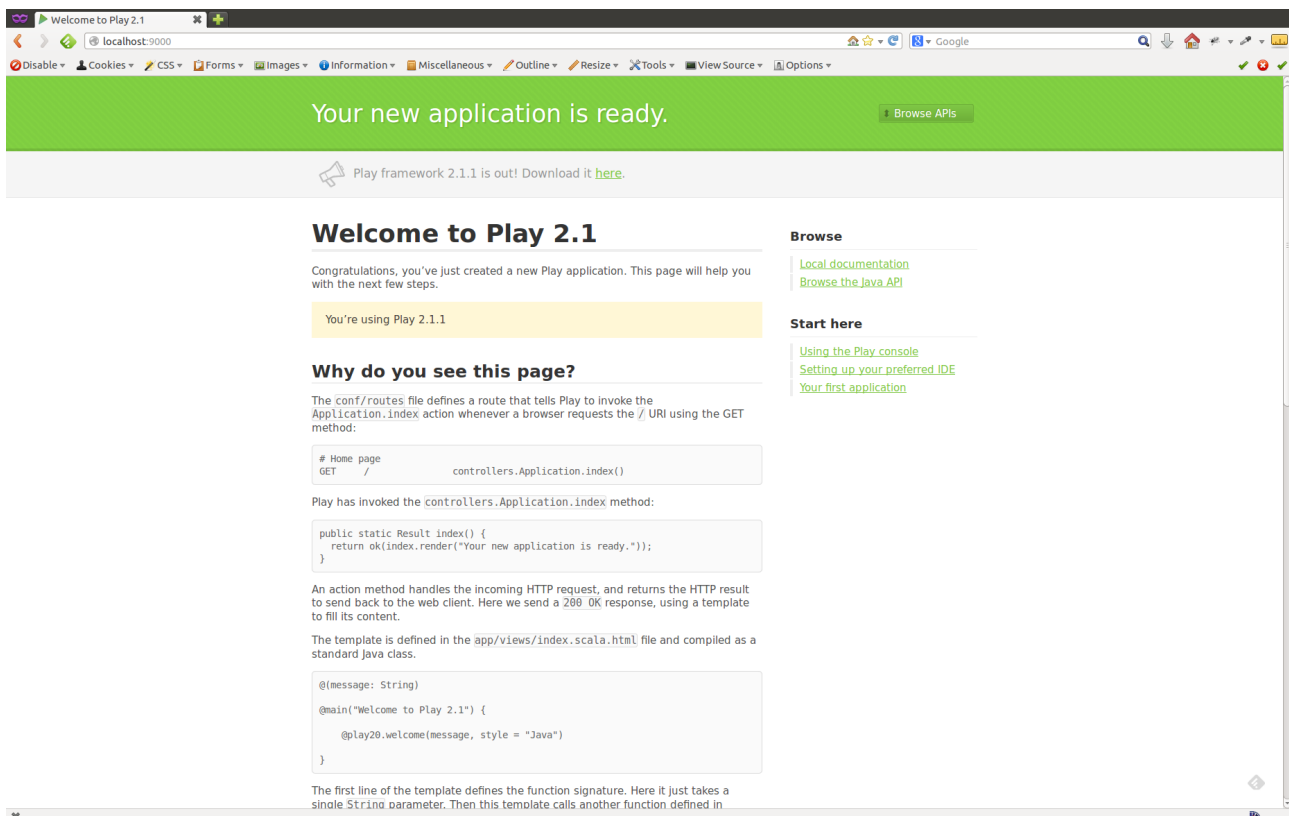 Welcome to Play 2.1
localhost:9000
Google
Disable Cookies CSS Forms Images Information Miscellaneous Outline Resize Tools View Source Options
Your new application is ready.
Browse APIs
Play framework 2.1.1 is out! Download it here.
Welcome to Play 2.1
Congratulations, you’ve just created a new Play application. This page will help you
with the next few steps.
You’re using Play 2.1.1
Browse
Local documentation
Browse the Java API
Start here
Using the Play console
Setting up your preferred IDE
Your first application
Why do you see this page?
The conf/routes file defines a route that tells Play to invoke the
Application.index action whenever a browser requests the / URI using the GET
method:
# Home page
GET / controllers.Application.index()
Play has invoked the controllers.Application.index method:
public static Result index() {
return ok(index.render("Your new application is ready."));
}
An action method handles the incoming HTTP request, and returns the HTTP result
to send back to the web client. Here we send a 200 OK response, using a template
to fill its content.
The template is defined in the app/views/index.scala.html file and compiled as a
standard Java class.
@(message: String)
@main("Welcome to Play 2.1") {
@play20.welcome(message, style = "Java")
}
The first line of the template defines the function signature. Here it just takes a
single String parameter. Then this template calls another function defined in